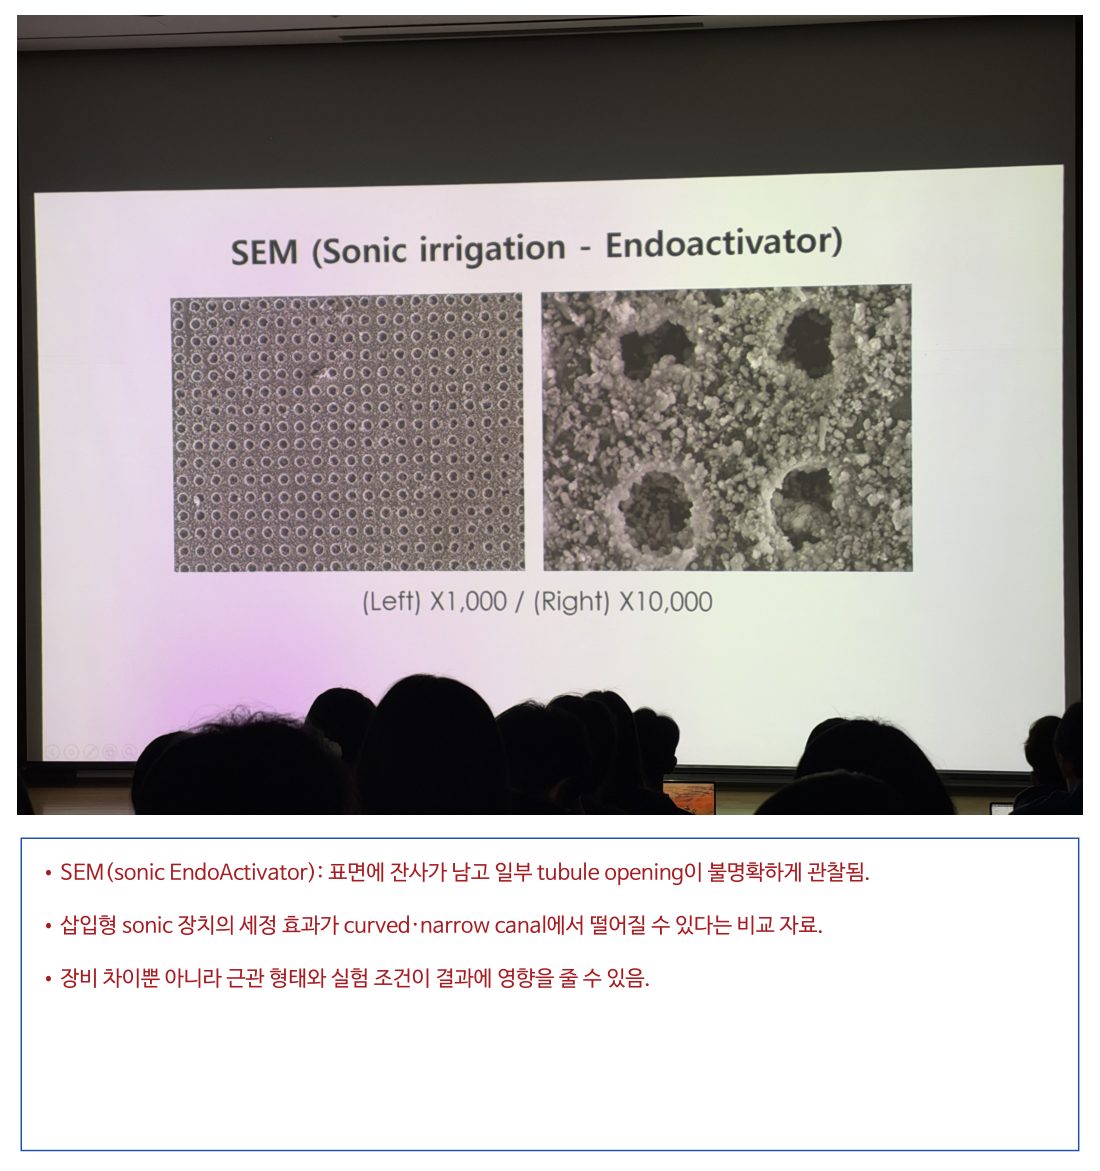 SEM (Sonic irrigation - Endoactivator)
(Left) X1,000 / (Right) X10,000
• SEM(sonic EndoActivator): 표면에 잔사가 남고 일부 tubule opening이 불명확하게 관찰됨.
• 삽입형 sonic 장치의 세정 효과가 curved·narrow canal에서 떨어질 수 있다는 비교 자료.
• 장비 차이뿐 아니라 근관 형태와 실험 조건이 결과에 영향을 줄 수 있음.